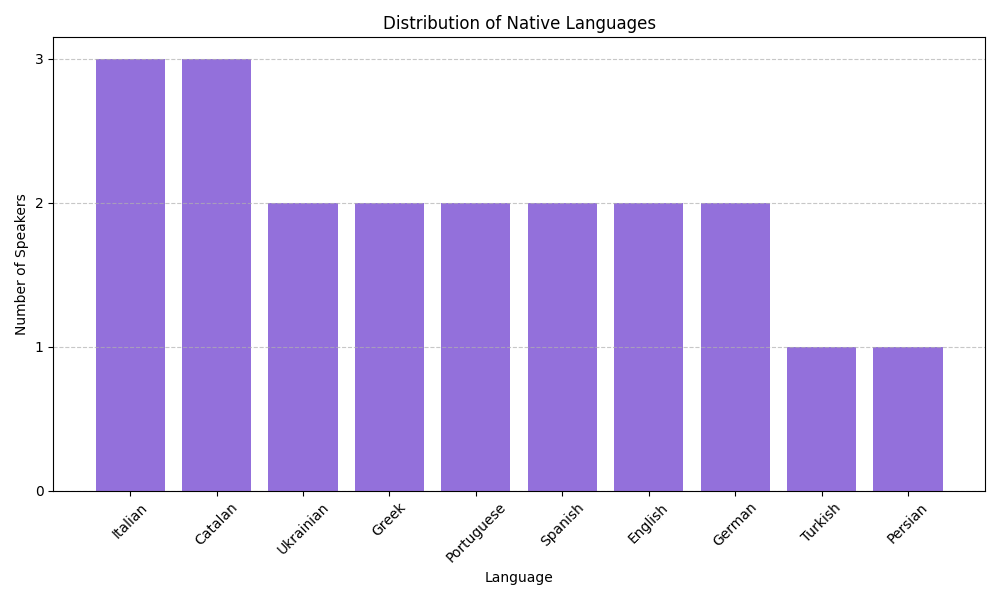 Distribution of Native Languages
Number of Speakers
3
2
1
0
Italian
Catalan
Ukrainian
Greek
Portuguese
Spanish
English
German
Turkish
Persian
Language